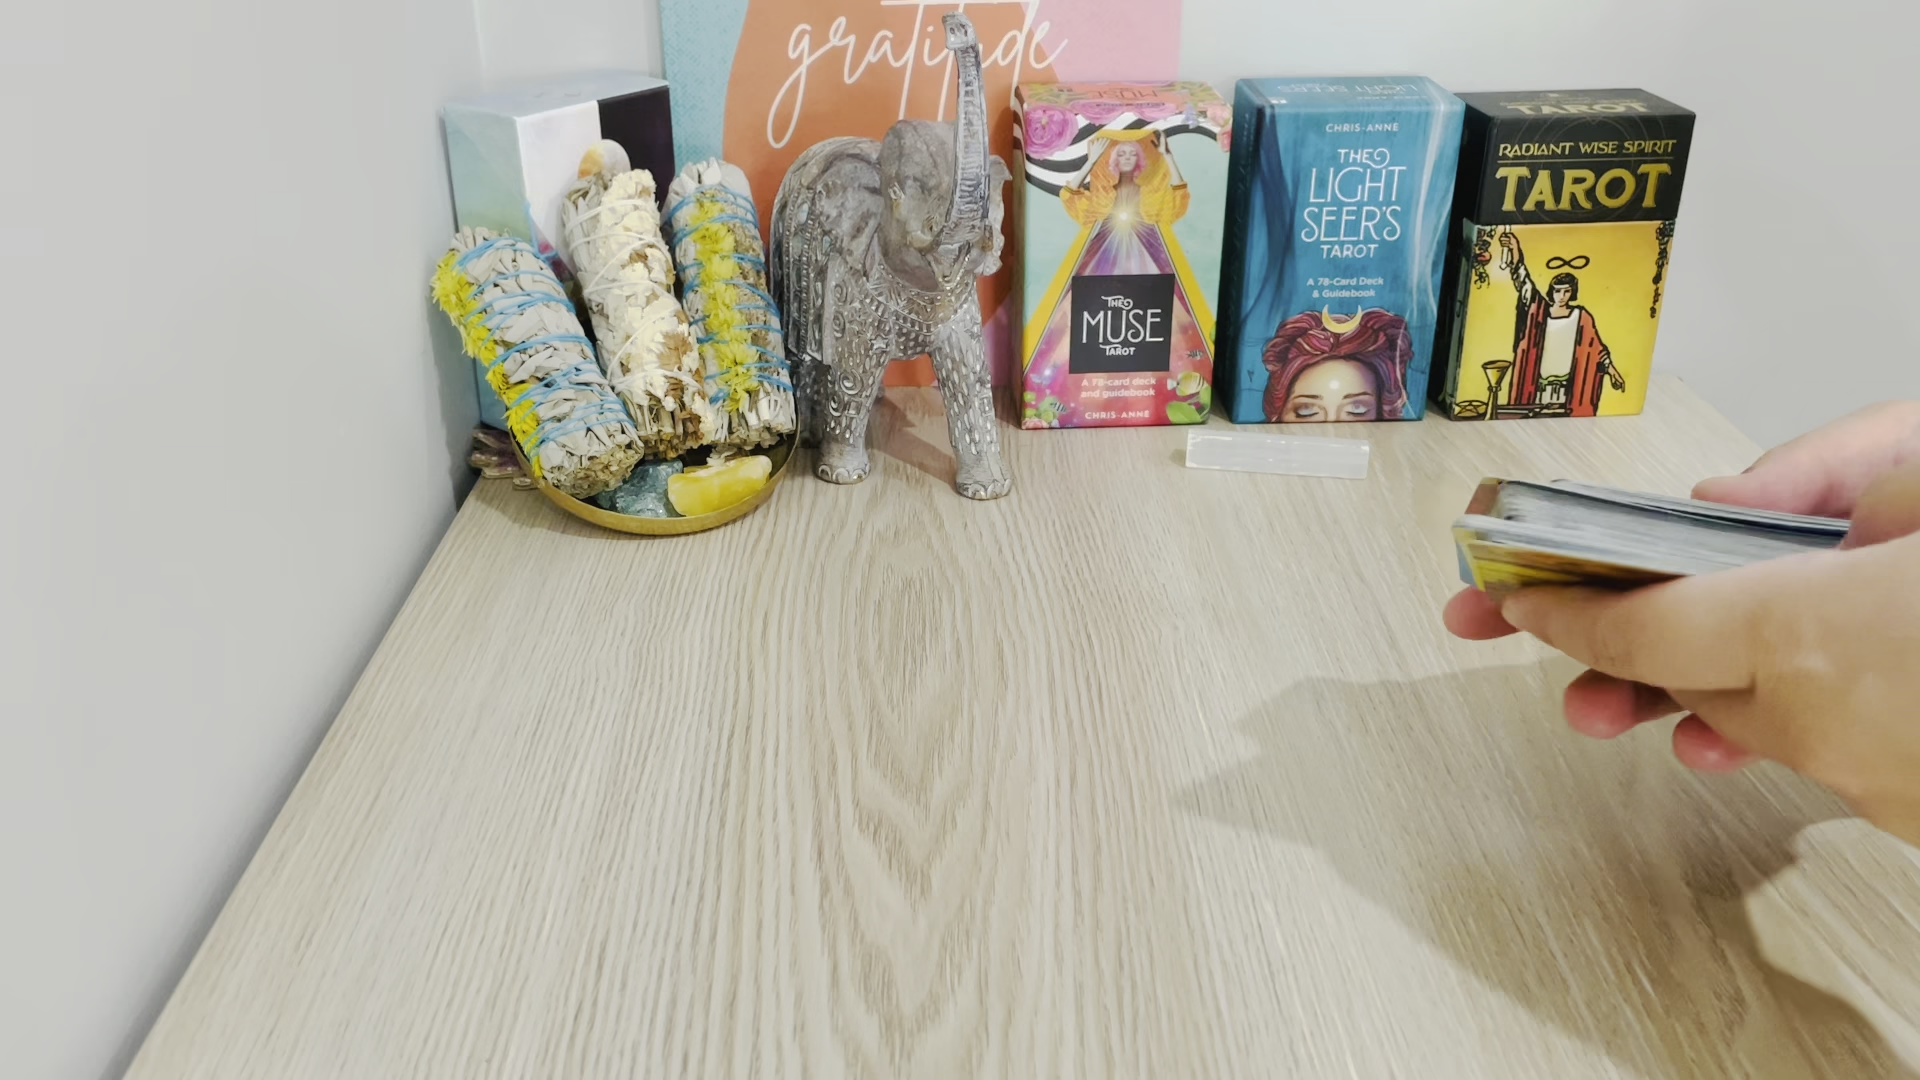 gratitude
THE
MUSE
TAROT
A 78-card deck
and guidebook
CHRIS-ANNE
CHRIS-ANNE
THE
LIGHT
SEER'S
TAROT
A 78-Card Deck
& Guidebook
TAROT
RADIANT WISE SPIRIT
TAROT